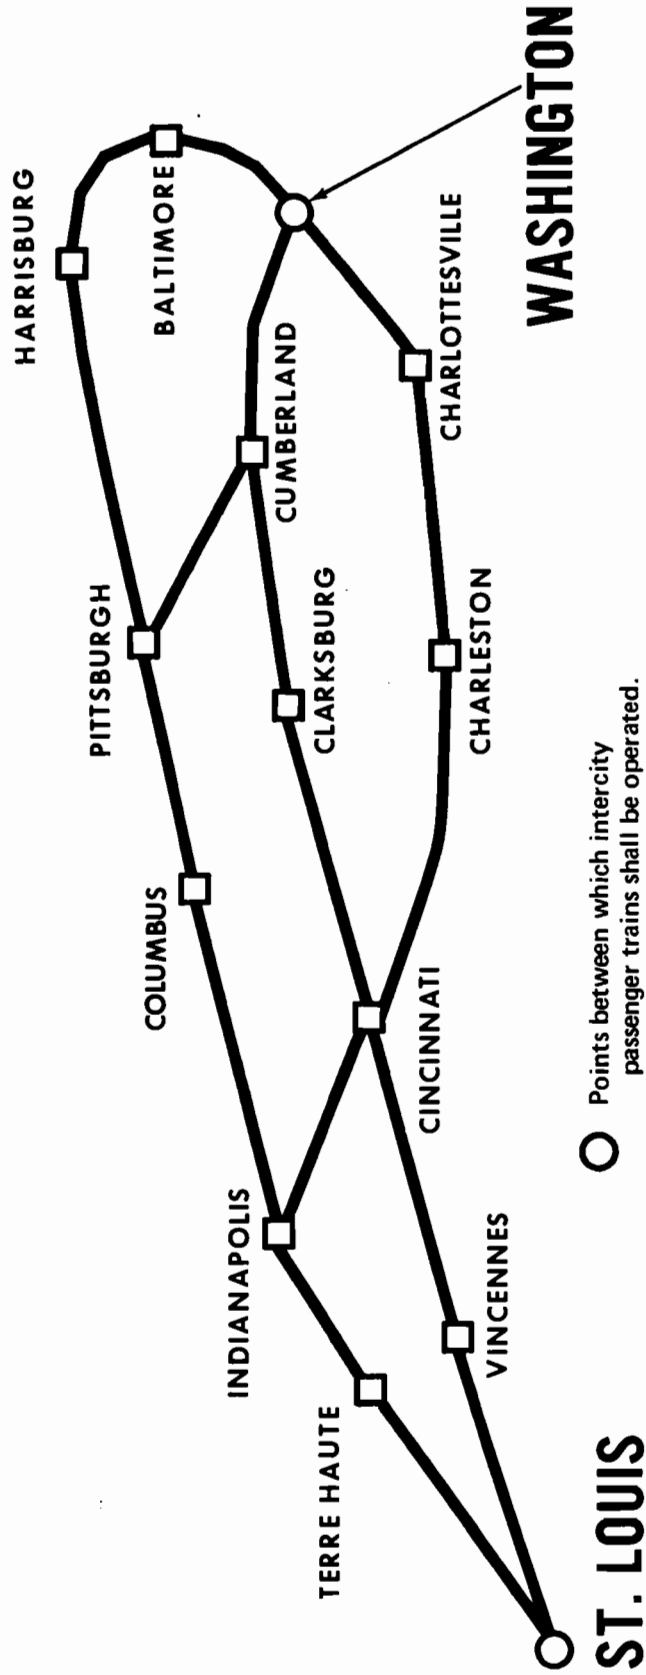 HARRISBURG
BALTIMORE
WASHINGTON
PITTSBURGH
CUMBERLAND
CHARLOTTESVILLE
COLUMBUS
CLARKSBURG
CHARLESTON
INDIANAPOLIS
CINCINNATI
TERRE HAUTE
VINCENNES
ST. LOUIS
Points between which intercity
passenger trains shall be operated.